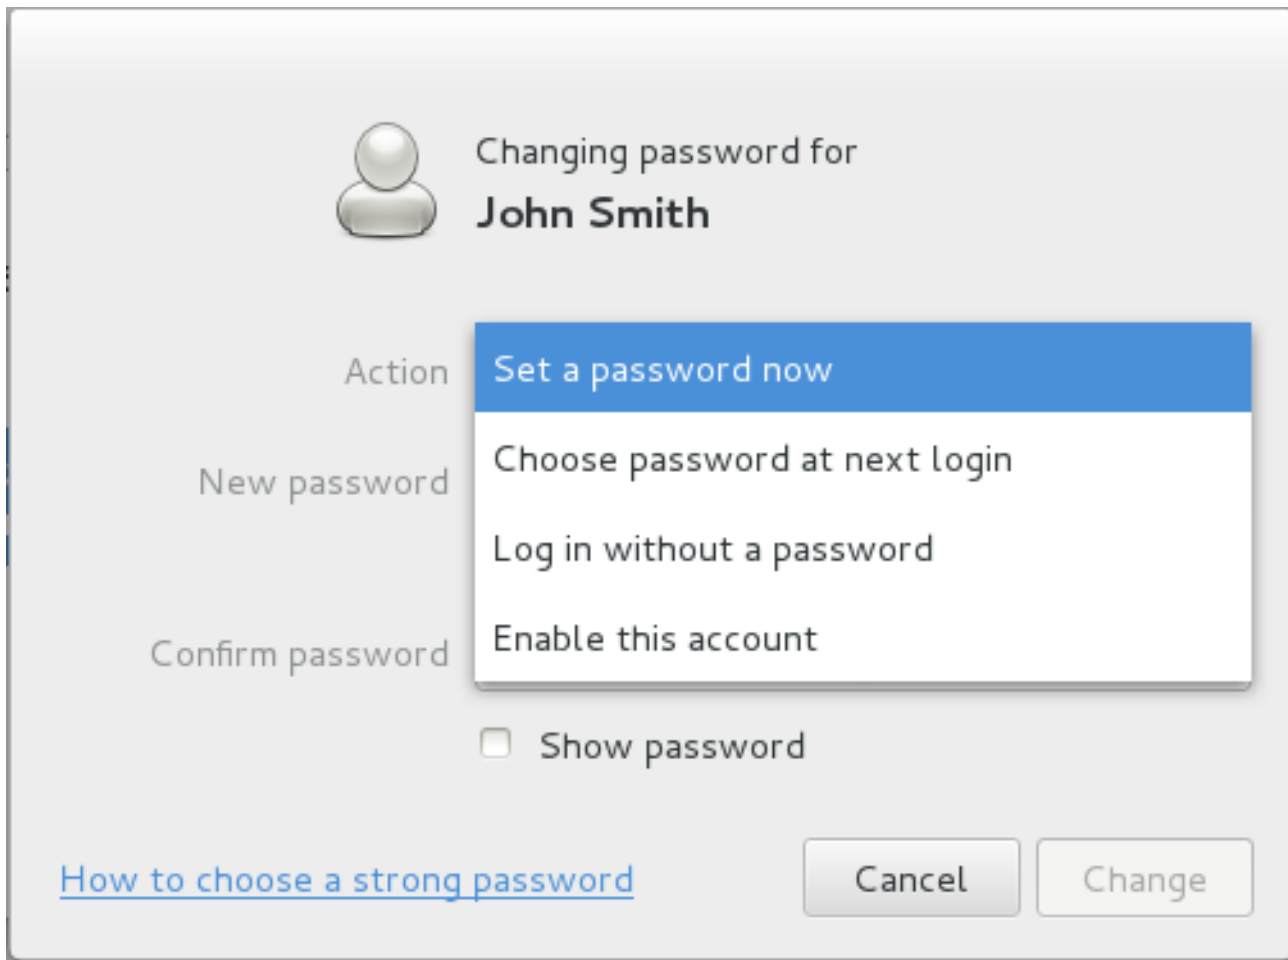 Changing password for
John Smith
Action
Set a password now
Choose password at next login
New password
Log in without a password
Enable this account
Confirm password
Show password
How to choose a strong password
Cancel
Change